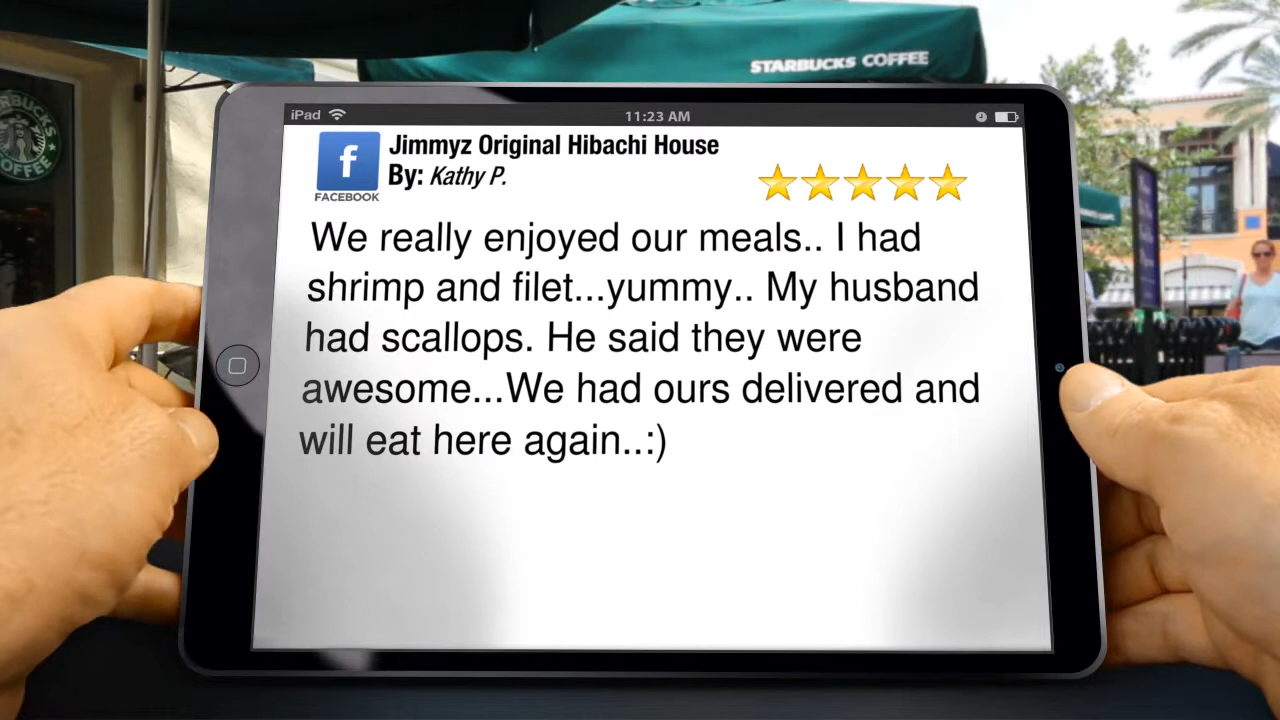 STARBUCKS COFFEE
RBUCKS
OFFEE
iPad
11:23 AM
f
FACEBOOK
Jimmyz Original Hibachi House
By: Kathy P.
We really enjoyed our meals.. I had
shrimp and filet...yummy.. My husband
had scallops. He said they were
awesome...We had ours delivered and
will eat here again..:)